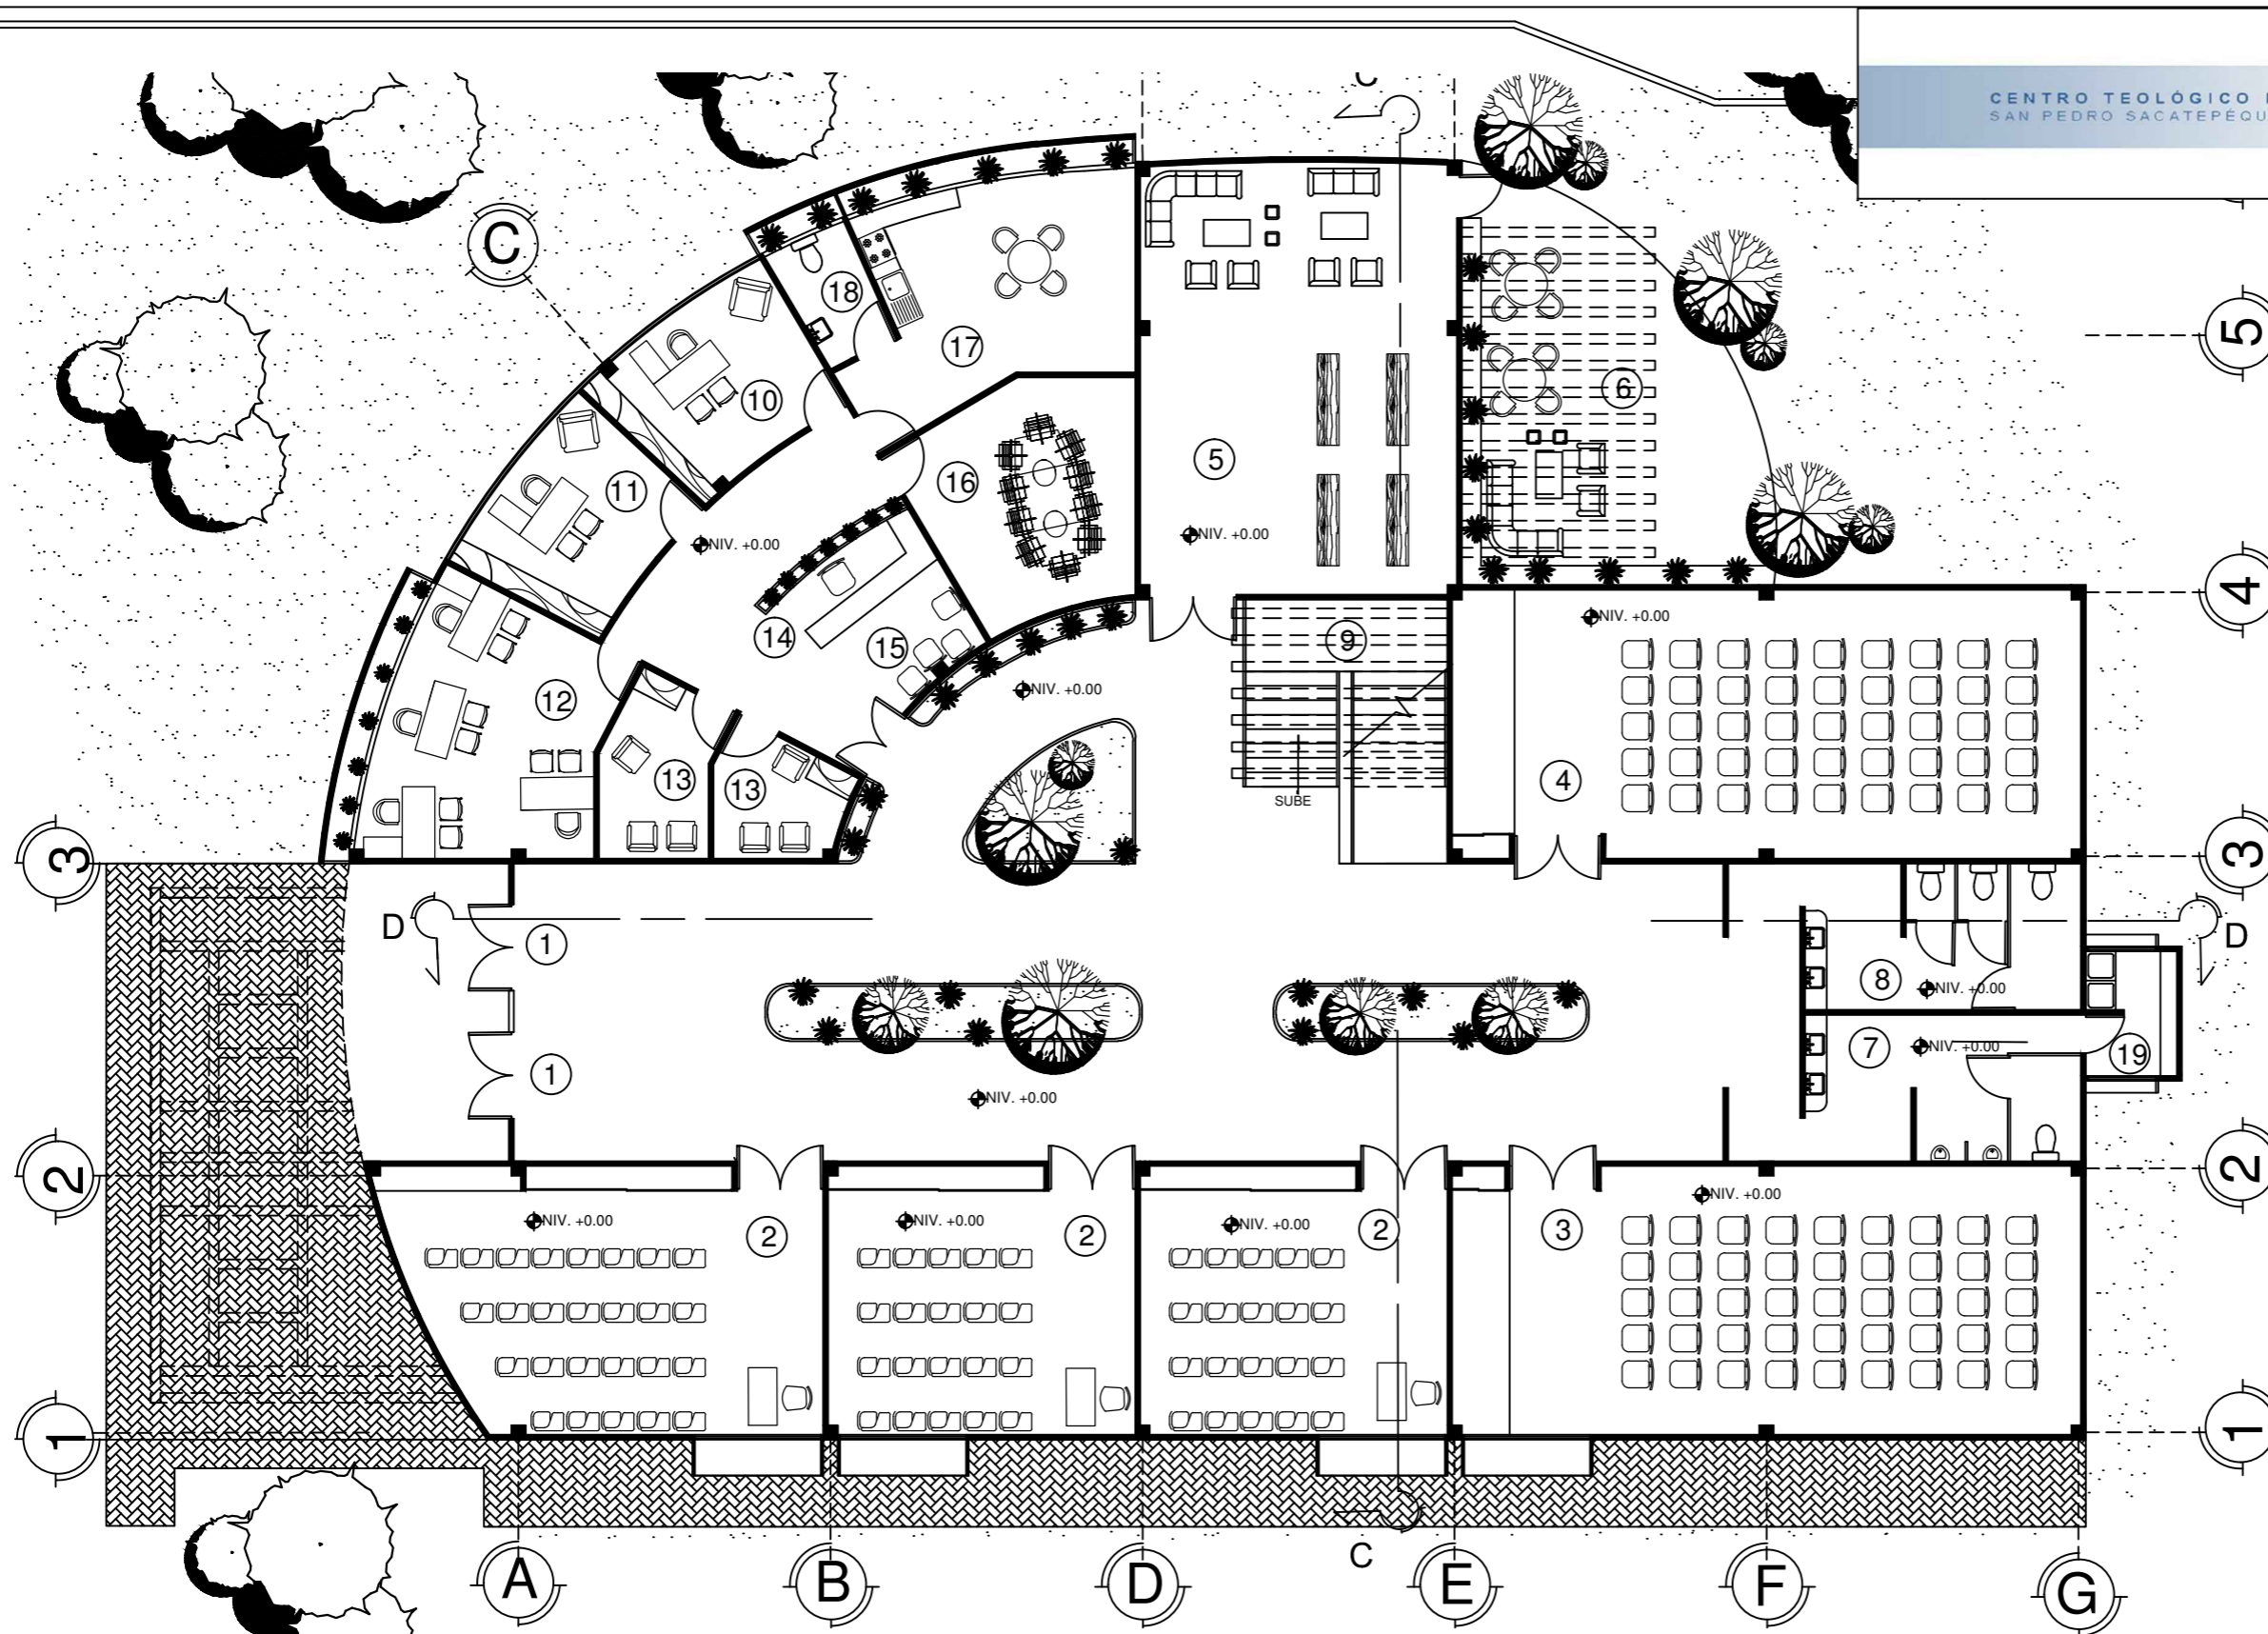 CENTRO TEOLÓGICO
SAN PEDRO SACATEPÉQU
C
C
5
18
17
10
6
5
11
16
NIV. +0.00
NIV. +0.00
4
NIV. +0.00
9
14
15
12
NIV. +0.00
13
13
4
SUBE
3
3
D
D
1
8
NIV. +0.00
1
7
NIV. +0.00
19
NIV. +0.00
2
2
NIV. +0.00
2
NIV. +0.00
2
NIV. +0.00
2
3
NIV. +0.00
1
1
C
A
B
D
E
F
G